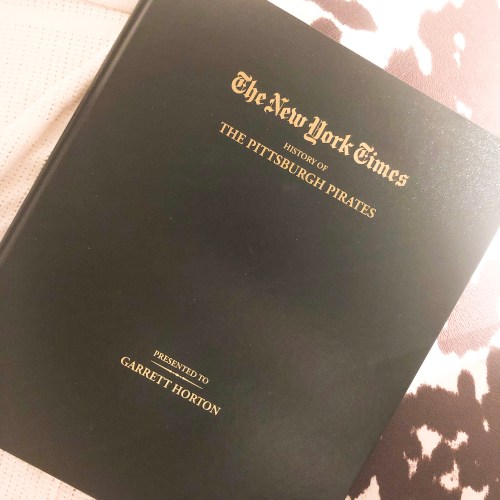 The New York Times
HISTORY OF
THE PITTSBURGH PIRATES
PRESENTED TO
GARRETT HORTON